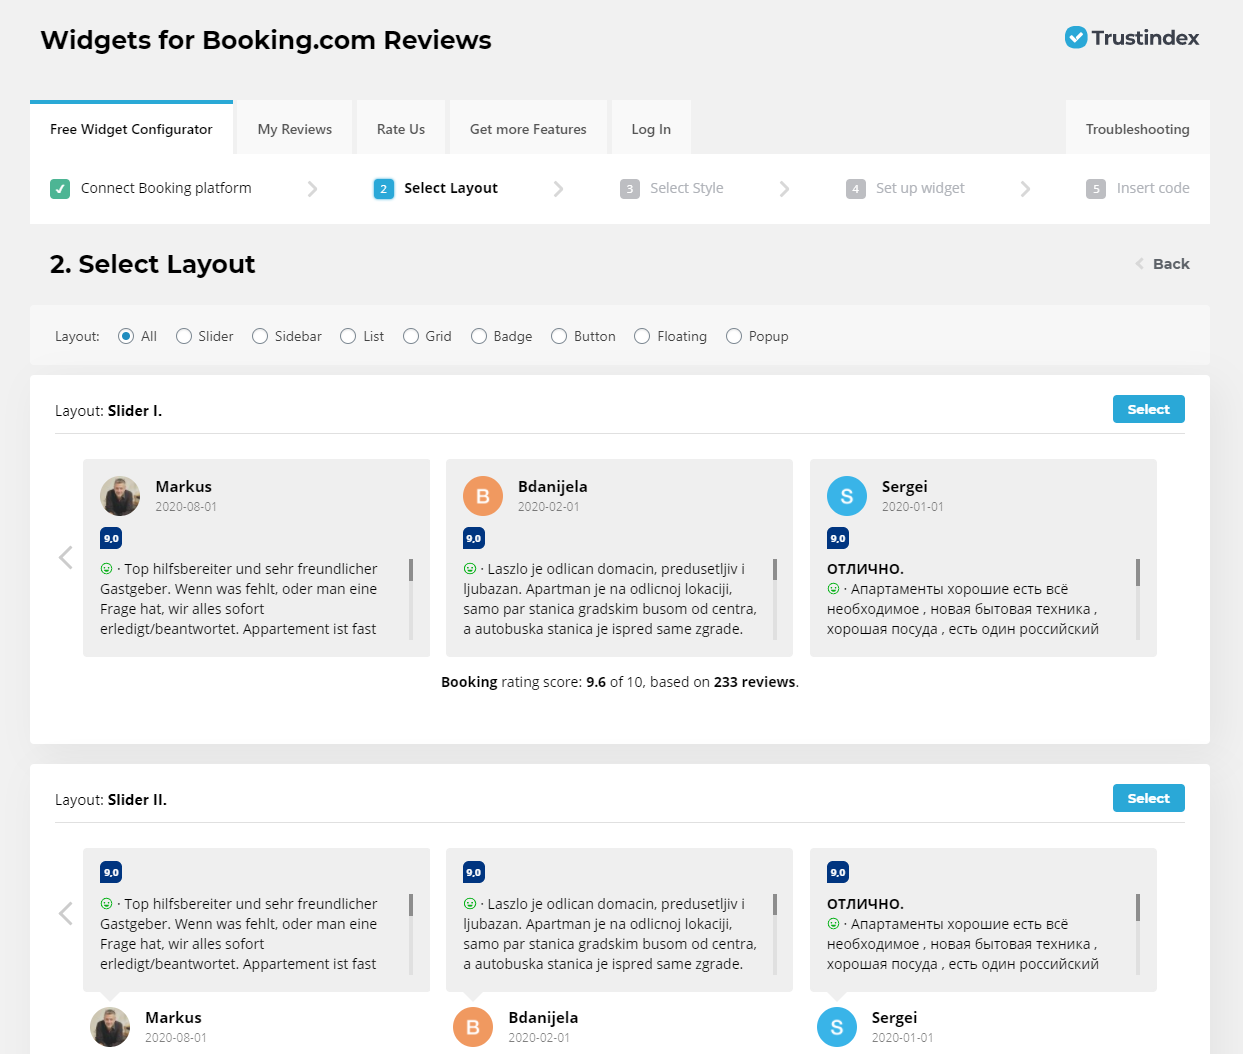 Widgets for Booking.com Reviews
Trustindex
Free Widget Configurator
My Reviews
Rate Us
Get more Features
Log In
Troubleshooting
✓ Connect Booking platform
2 Select Layout
3 Select Style
4 Set up widget
5 Insert code
2. Select Layout
Back
Layout: All Slider Sidebar List Grid Badge Button Floating Popup
Layout: Slider I.
Select
Markus
2020-08-01
9,0
· Top hilfsbereiter und sehr freundlicher
Gastgeber. Wenn was fehlt, oder man eine
Frage hat, wir alles sofort
erledigt/beantwortet. Appartement ist fast
B
Bdanijela
2020-02-01
9,0
· Laszlo je odlican domacin, predusetljiv i
ljubazan. Apartman je na odlicnoj lokaciji,
samo par stanica gradskim busom od centra,
a autobuska stanica je ispred same zgrade.
S
Sergei
2020-01-01
9,0
ОТЛИЧНО.
· Апартаменты хорошие есть всё
необходимое , новая бытовая техника ,
хорошая посуда , есть один российский
Booking rating score: 9.6 of 10, based on 233 reviews.
Layout: Slider II.
Select
9,0
· Top hilfsbereiter und sehr freundlicher
Gastgeber. Wenn was fehlt, oder man eine
Frage hat, wir alles sofort
erledigt/beantwortet. Appartement ist fast
Markus
2020-08-01
9,0
· Laszlo je odlican domacin, predusetljiv i
ljubazan. Apartman je na odlicnoj lokaciji,
samo par stanica gradskim busom od centra,
a autobuska stanica je ispred same zgrade.
B
Bdanijela
2020-02-01
9,0
ОТЛИЧНО.
· Апартаменты хорошие есть всё
необходимое , новая бытовая техника ,
хорошая посуда , есть один российский
S
Sergei
2020-01-01